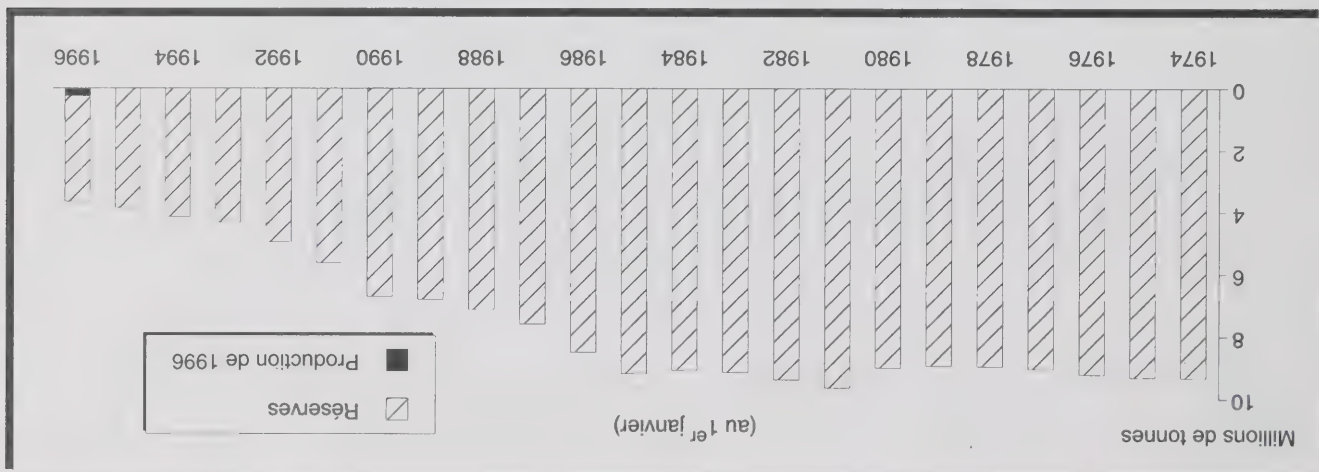 Millions de tonnes
(au 1er janvier)
Réserves
Production de 1996
10
8
6
4
2
0
1974 1976 1978 1980 1982 1984 1986 1988 1990 1992 1994 1996